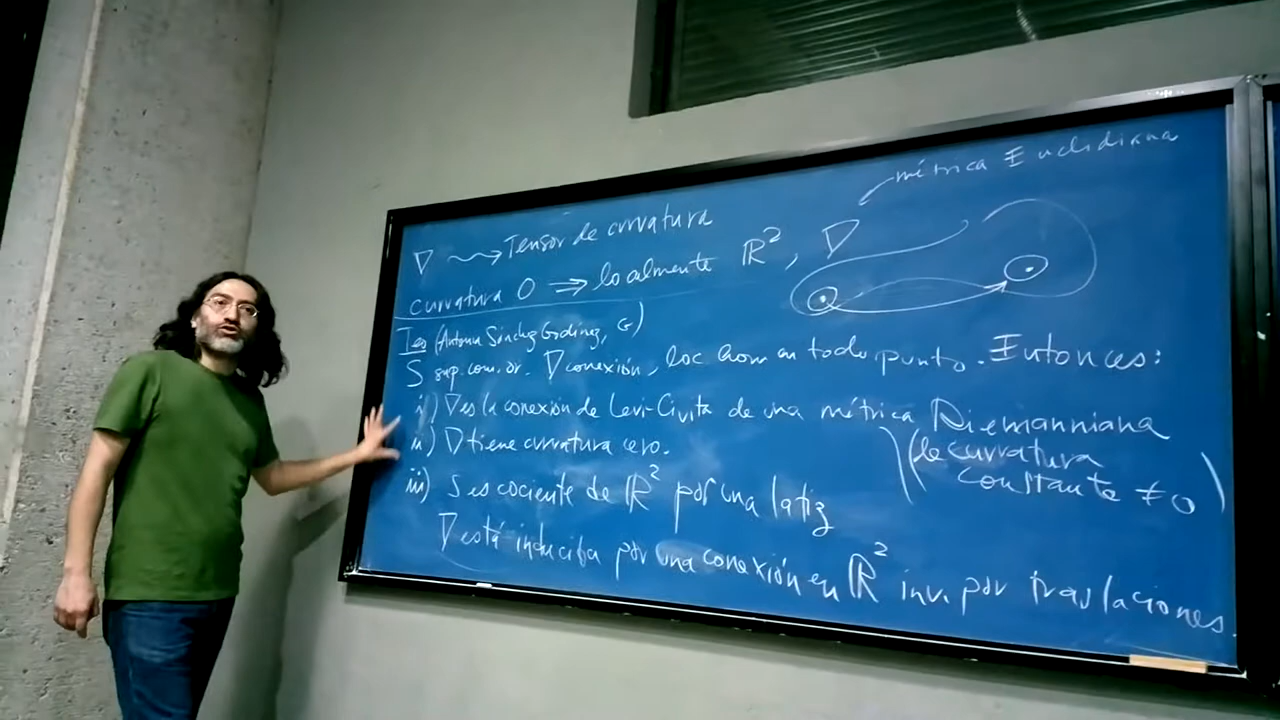 métrica Euclidiana
∇ ⇝ Tensor de curvatura
curvatura 0 ⇒ localmente ℝ², ∇
Teo (Antonia Sánchez Godinez, G)
S sup. com. or. ∇ conexión, loc hom en todo punto. Entonces:
i) ∇ es la conexión de Levi-Civita de una métrica Riemanniana
(de curvatura
constante ≠ 0)
ii) ∇ tiene curvatura cero.
iii) S es cociente de ℝ² por una latiz
∇ está inducida por una conexión en ℝ² inv. por traslaciones.